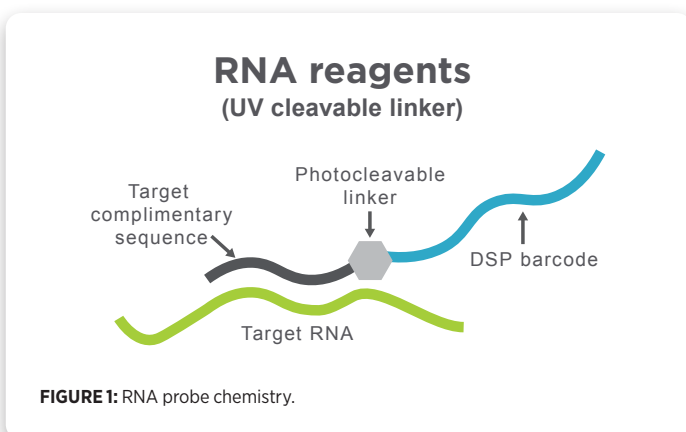 RNA reagents
(UV cleavable linker)
Photocleavable
linker
Target
complimentary
sequence
DSP barcode
Target RNA
FIGURE 1: RNA probe chemistry.